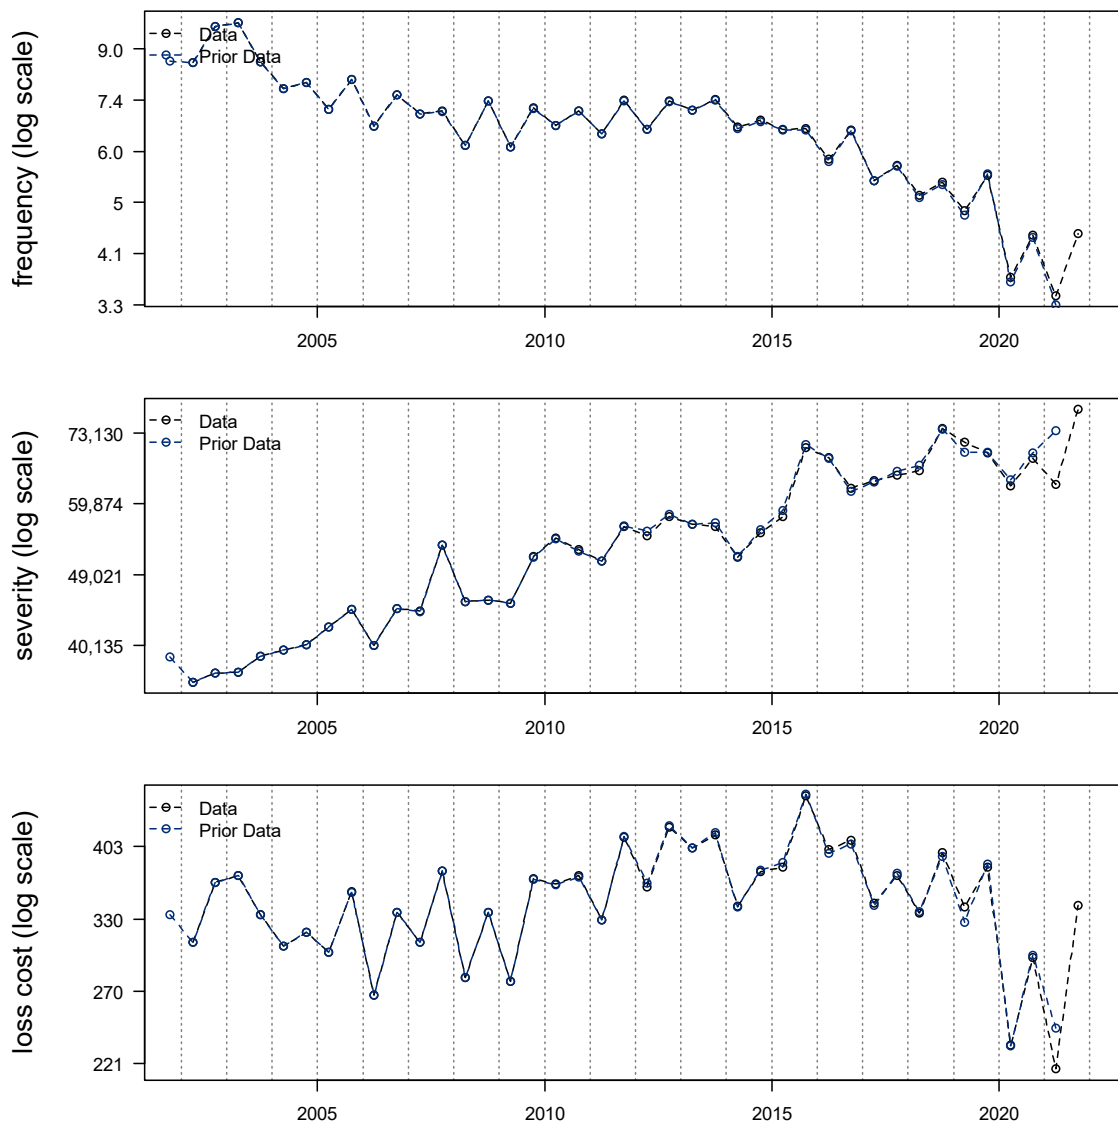 frequency (log scale)
9.0
7.4
6.0
5
4.1
3.3
Data
Prior Data
2005
2010
2015
2020
severity (log scale)
73,130
59,874
49,021
40,135
Data
Prior Data
2005
2010
2015
2020
loss cost (log scale)
403
330
270
221
Data
Prior Data
2005
2010
2015
2020